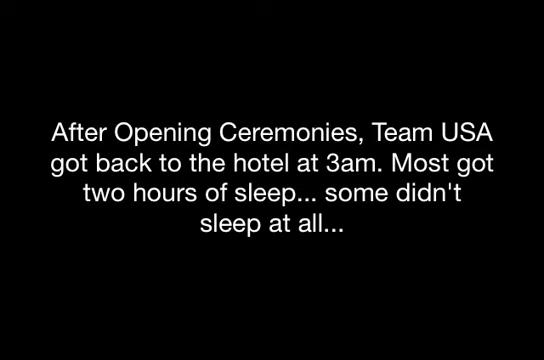 After Opening Ceremonies, Team USA
got back to the hotel at 3am. Most got
two hours of sleep... some didn't
sleep at all...